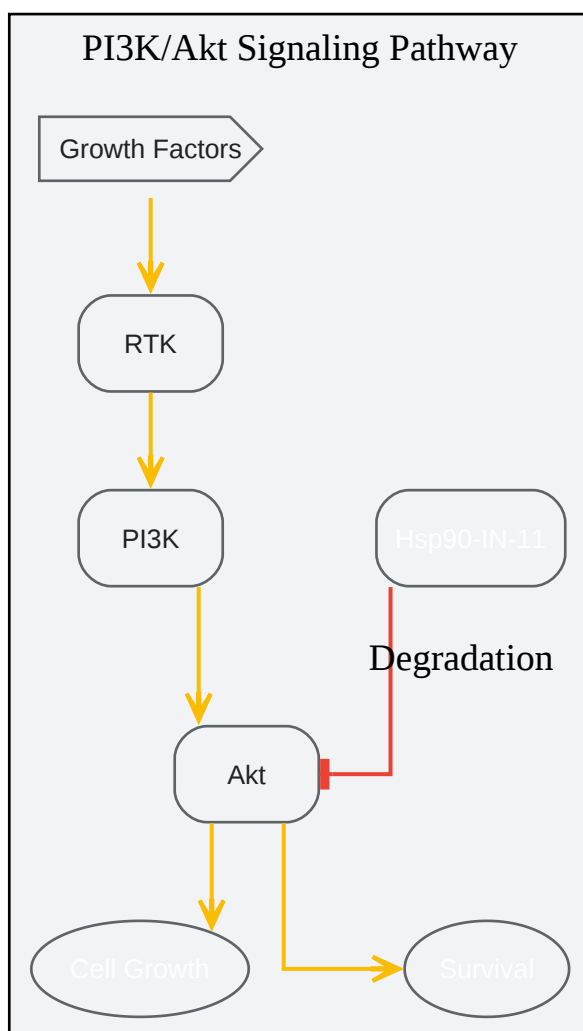 PI3K/Akt Signaling Pathway
Growth Factors
RTK
PI3K
Hsp90-IN-11
Degradation
Akt
Cell Growth
Survival